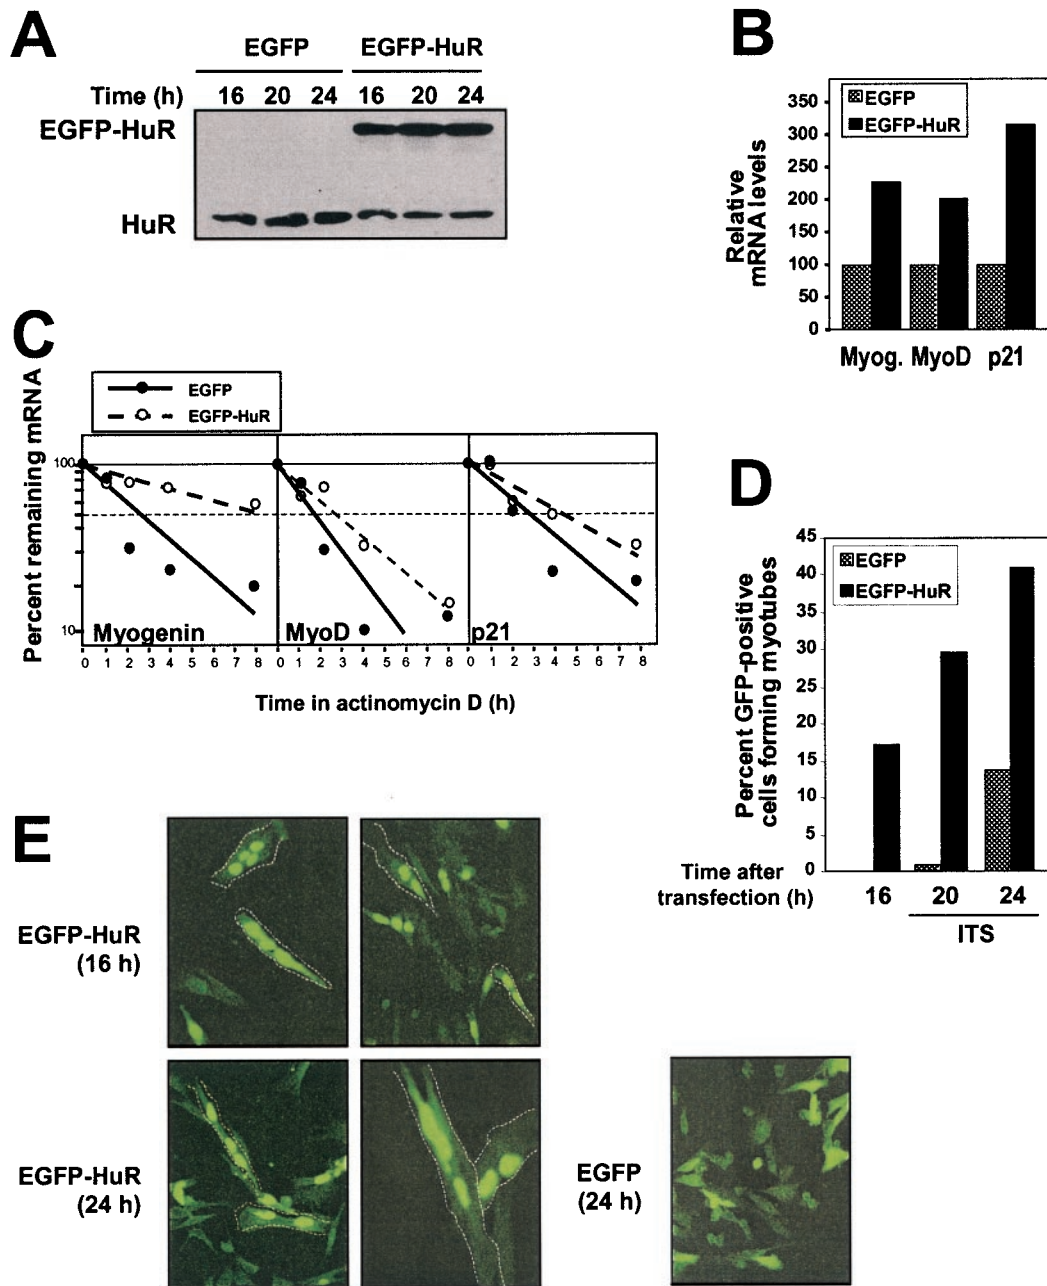 A
EGFP EGFP-HuR
Time (h) 16 20 24 16 20 24
EGFP-HuR
HuR
B
EGFP
EGFP-HuR
Relative
mRNA levels
350
300
250
200
150
100
50
0
Myog. MyoD p21
C
EGFP
EGFP-HuR
Percent remaining mRNA
100
10
Myogenin MyoD p21
0 1 2 3 4 5 6 7 8 0 1 2 3 4 5 6 7 8 0 1 2 3 4 5 6 7 8
Time in actinomycin D (h)
D
EGFP
EGFP-HuR
Percent GFP-positive
cells forming myotubes
45
40
35
30
25
20
15
10
5
0
Time after
transfection (h) 16 20 24
ITS
E
EGFP-HuR
(16 h)
EGFP-HuR
(24 h)
EGFP
(24 h)